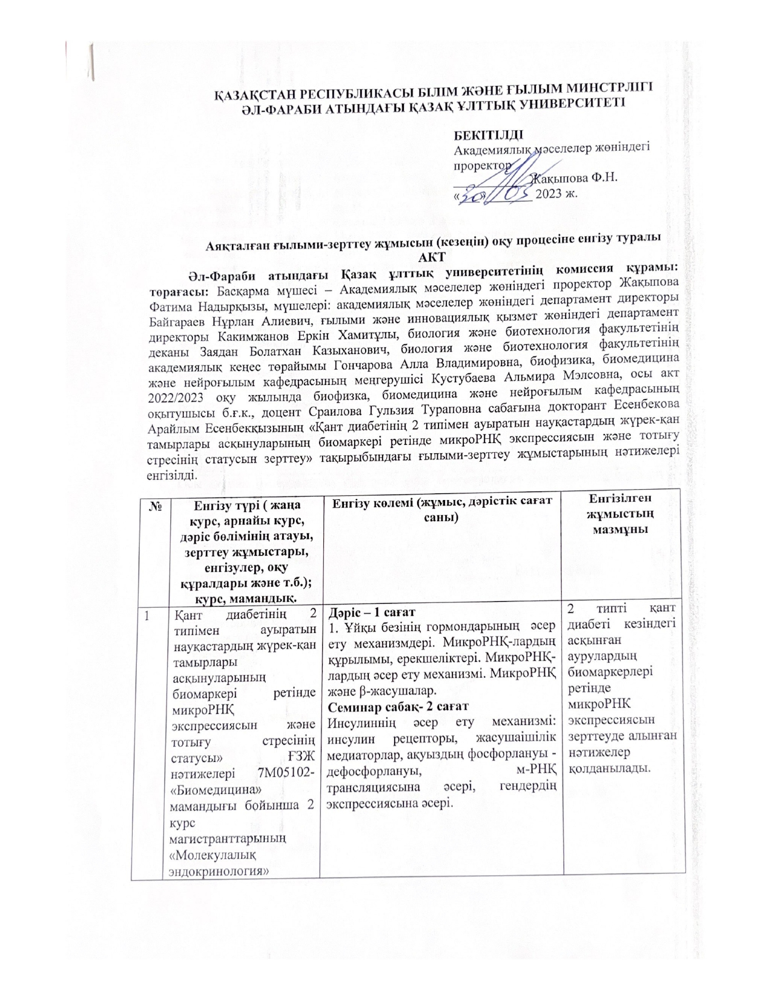 ҚАЗАҚСТАН РЕСПУБЛИКАСЫ БІЛІМ ЖӘНЕ ҒЫЛЫМ МИНСТРЛІГІ
ӘЛ-ФАРАБИ АТЫНДАҒЫ ҚАЗАҚ ҰЛТТЫҚ УНИВЕРСИТЕТІ
БЕКІТІЛДІ
Академиялық мәселелер жөніндегі
проректор
Жақыпова Ф.Н.
«30» 03 2023 ж.
Аяқталған ғылыми-зерттеу жұмысын (кезеңін) оқу процесіне енгізу туралы
АКТ
Әл-Фараби атындағы Қазақ ұлттық университетінің комиссия құрамы:
төрағасы: Басқарма мүшесі – Академиялық мәселелер жөніндегі проректор Жақыпова
Фатима Надырқызы, мүшелері: академиялық мәселелер жөніндегі департамент директоры
Байгараев Нұрлан Алиевич, ғылыми және инновациялық қызмет жөніндегі департамент
директоры Какимжанов Еркін Хамитұлы, биология және биотехнология факультетінің
деканы Заядан Болатхан Казыханович, биология және биотехнология факультетінің
академиялық кеңес төрайымы Гончарова Алла Владимировна, биофизика, биомедицина
және нейроғылым кафедрасының меңгерушісі Кустубаева Альмира Мэлсовна, осы акт
2022/2023 оқу жылында биофизка, биомедицина және нейроғылым кафедрасының
оқытушысы б.ғ.к., доцент Сраилова Гульзия Тураповна сабағына докторант Есенбекова
Арайлым Есенбекқызының «Қант диабетінің 2 типімен ауыратын науқастардың жүрек-қан
тамырлары асқынуларының биомаркері ретінде микроРНҚ экспрессиясын және тотығу
стресінің статусын зерттеу» тақырыбындағы ғылыми-зерттеу жұмыстарының нәтижелері
енгізілді.
№
Енгізу түрі ( жаңа
курс, арнайы курс,
дәріс бөлімінің атауы,
зерттеу жұмыстары,
енгізулер, оқу
құралдары және т.б.);
курс, мамандық.
Енгізу көлемі (жұмыс, дәрістік сағат
саны)
Енгізілген
жұмыстың
мазмұны
1
Қант диабетінің 2
типімен ауыратын
науқастардың жүрек-қан
тамырлары
асқынуларының
биомаркері ретінде
микроРНҚ
экспрессиясын және
тотығу стресінің
статусы» ҒЗЖ
нәтижелері 7М05102-
«Биомедицина»
мамандығы бойынша 2
курс
магистранттарының
«Молекулалық
эндокринология»
Дәріс – 1 сағат
1. Ұйқы безінің гормондарының әсер
ету механизмдері. МикроРНҚ-лардың
құрылымы, ерекшеліктері. МикроРНҚ-
лардың әсер ету механизмі. МикроРНҚ
және β-жасушалар.
Семинар сабақ- 2 сағат
Инсулиннің әсер ету механизмі:
инсулин рецепторы, жасушаішілік
медиаторлар, ақуыздың фосфорлануы -
дефосфорлануы, м-РНҚ
трансляциясына әсері, гендердің
экспрессиясына әсері.
2 типті қант
диабеті кезіндегі
асқынған
аурулардың
биомаркерлері
ретінде
микроРНК
экспрессиясын
зерттеуде алынған
нәтижелер
қолданылады.